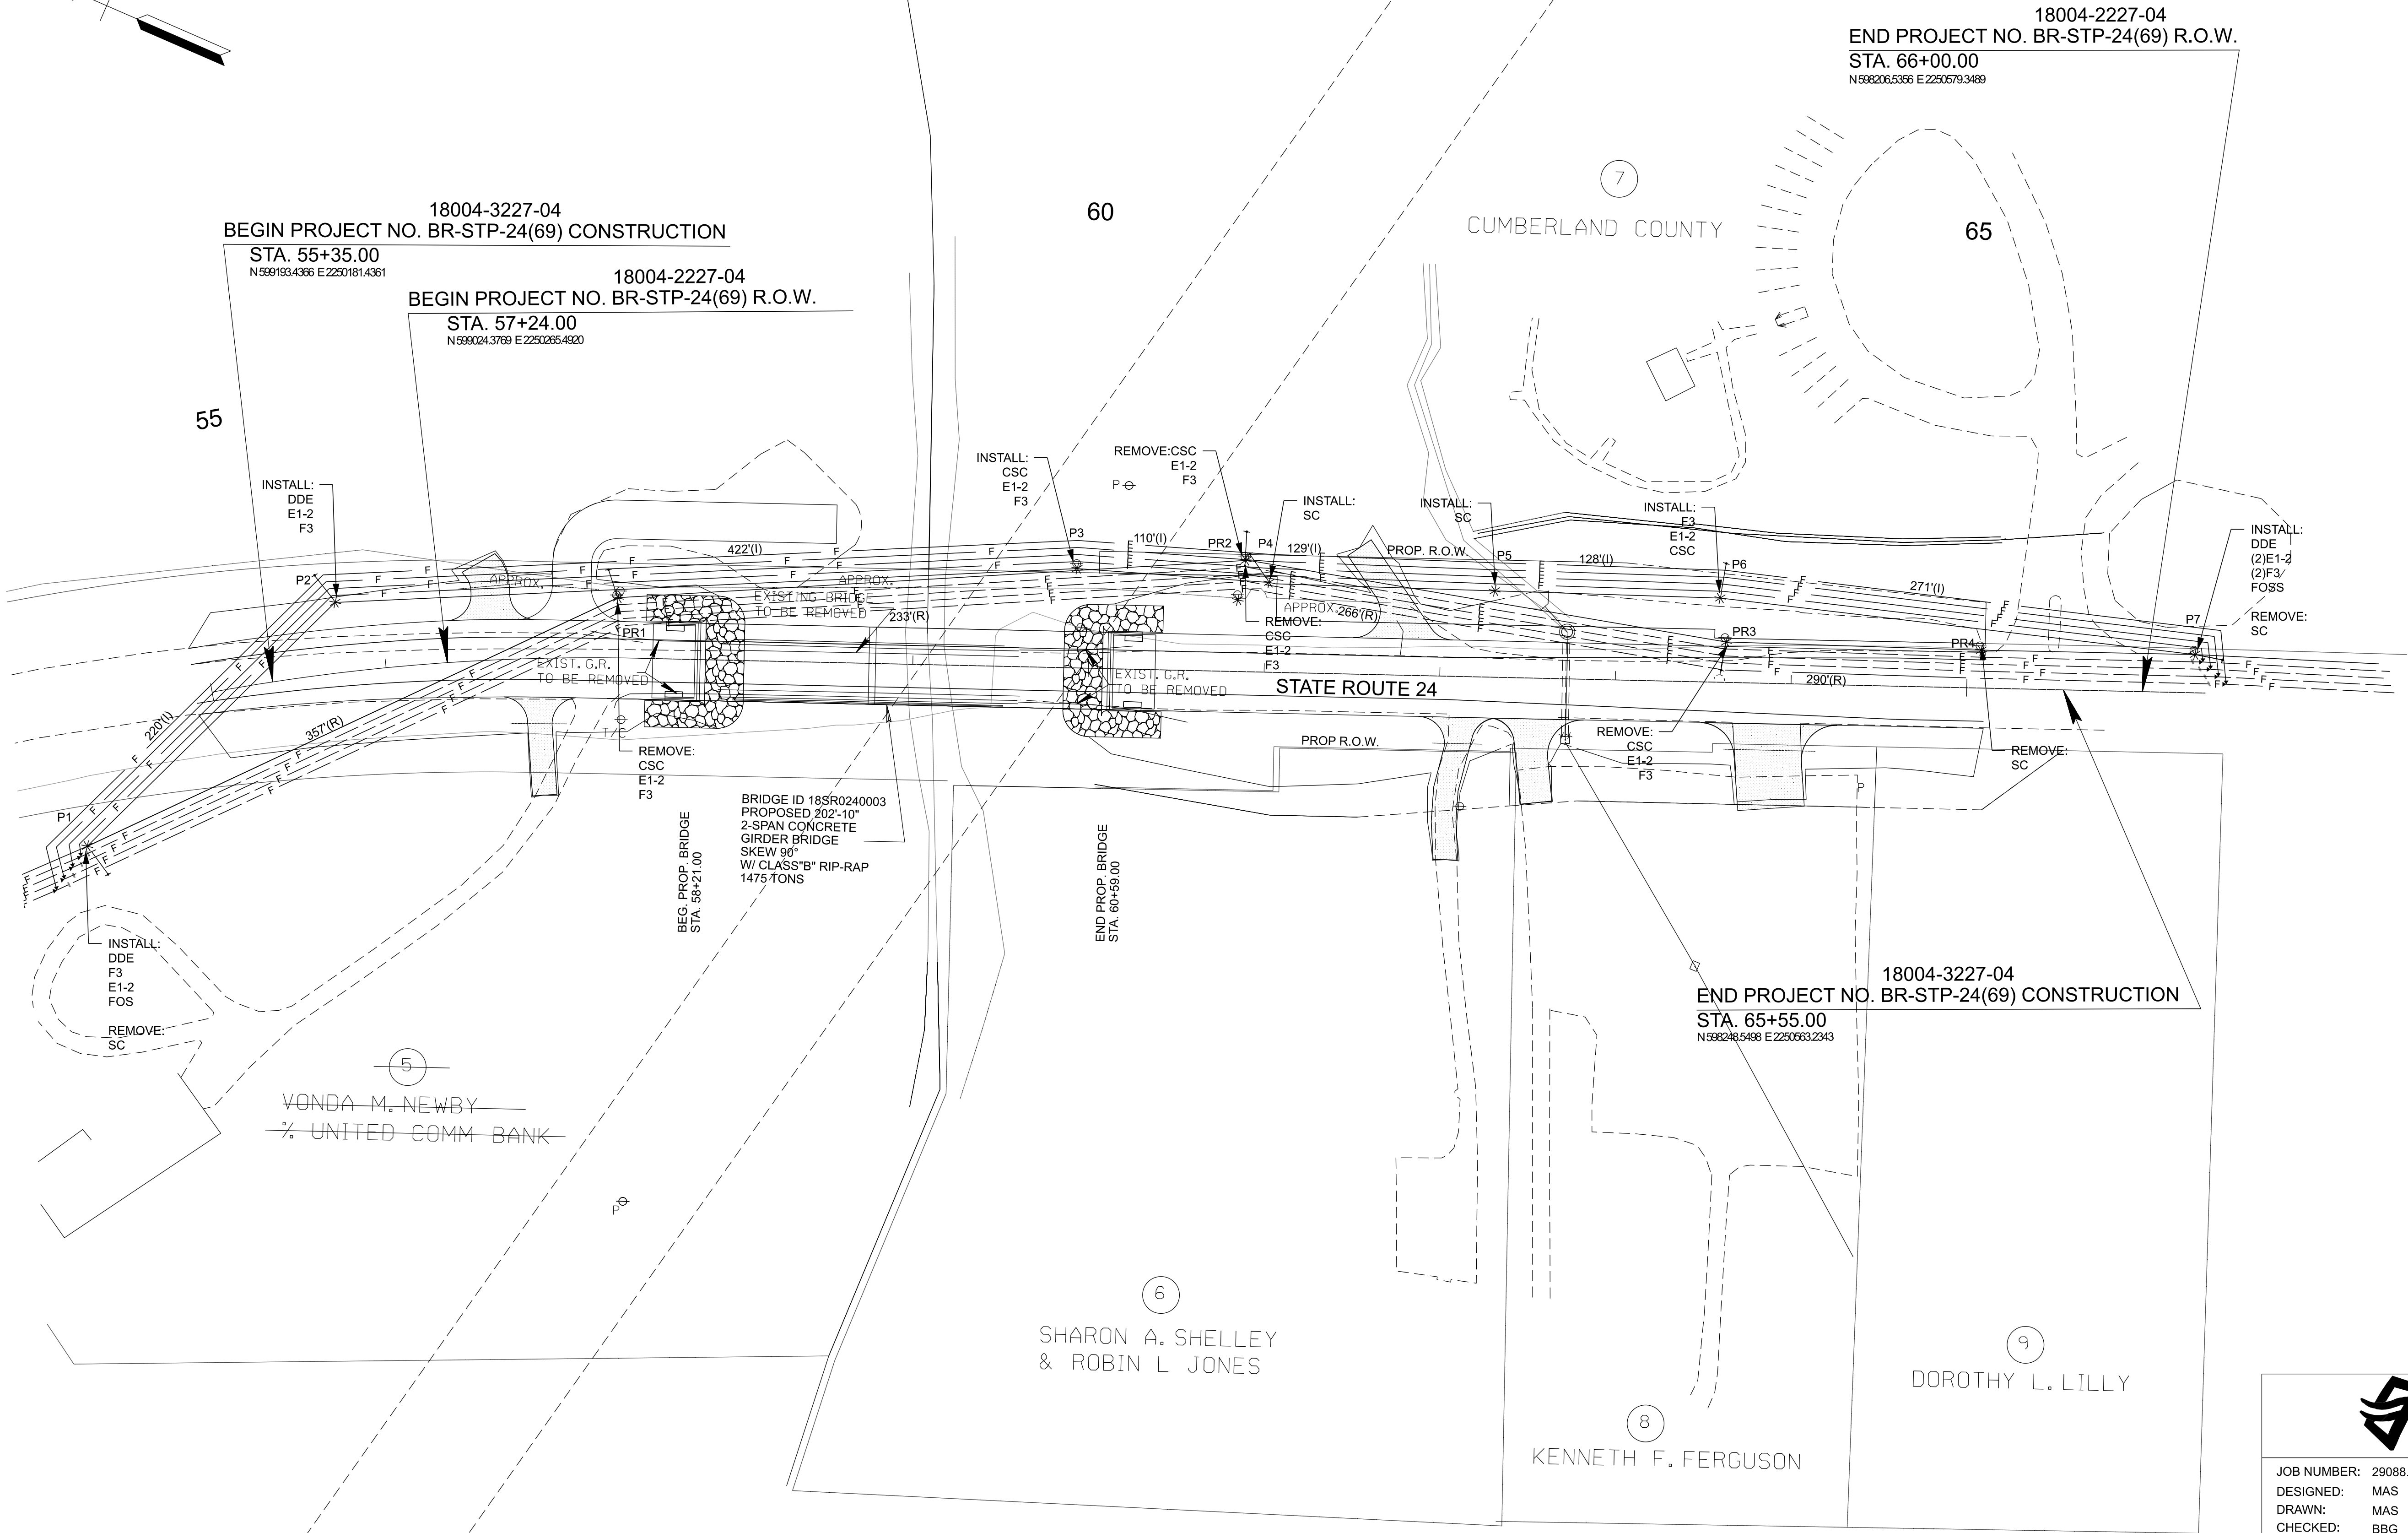 18004-2227-04
END PROJECT NO. BR-STP-24(69) R.O.W.
STA. 66+00.00
N 598206.5356 E 2250579.3489
7
CUMBERLAND COUNTY
60
65
18004-3227-04
BEGIN PROJECT NO. BR-STP-24(69) CONSTRUCTION
STA. 55+35.00
N 599193.4366 E 2250181.4361
18004-2227-04
BEGIN PROJECT NO. BR-STP-24(69) R.O.W.
STA. 57+24.00
N 599024.3769 E 2250265.4920
55
INSTALL:
DDE
E1-2
F3
INSTALL:
CSC
E1-2
F3
REMOVE:CSC
E1-2
F3
P
INSTALL:
SC
INSTALL:
SC
INSTALL:
F3
E1-2
CSC
INSTALL:
DDE
(2)E1-2
(2)F3
FOSS
REMOVE:
SC
P2
422'(I)
P3
110'(I)
PR2
P4
129'(I)
PROP. R.O.W.
P5
128'(I)
P6
271'(I)
P7
APPROX.
APPROX.
EXISTING BRIDGE
TO BE REMOVED
233'(R)
APPROX.
266'(R)
REMOVE:
CSC
E1-2
F3
PR1
PR3
PR4
EXIST. G.R.
TO BE REMOVED
EXIST. G.R.
TO BE REMOVED
STATE ROUTE 24
290'(R)
220'(I)
357'(R)
T/C
REMOVE:
CSC
E1-2
F3
PROP R.O.W.
REMOVE:
CSC
E1-2
F3
REMOVE:
SC
P
P1
BRIDGE ID 18SR0240003
PROPOSED 202'-10"
2-SPAN CONCRETE
GIRDER BRIDGE
SKEW 90°
W/ CLASS"B" RIP-RAP
1475 TONS
BEG. PROP. BRIDGE
STA. 58+21.00
END PROP. BRIDGE
STA. 60+59.00
INSTALL:
DDE
F3
E1-2
FOS
REMOVE:
SC
18004-3227-04
END PROJECT NO. BR-STP-24(69) CONSTRUCTION
STA. 65+55.00
N 598248.5498 E 2250563.2343
5
VONDA M. NEWBY
% UNITED COMM BANK
P
6
SHARON A. SHELLEY
& ROBIN L JONES
8
KENNETH F. FERGUSON
9
DOROTHY L. LILLY
JOB NUMBER: 29088.
DESIGNED: MAS
DRAWN: MAS
CHECKED: BBG